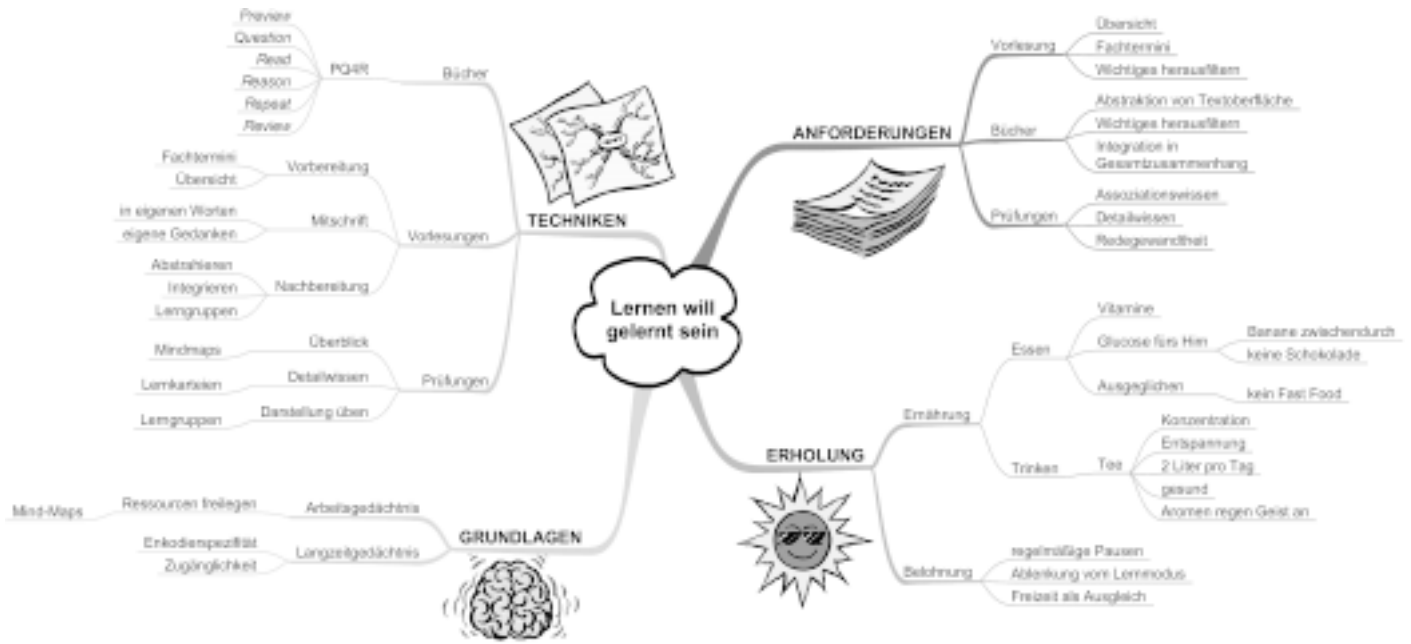 Lernen will
gelernt sein
TECHNIKEN
Bücher
PQ4R
Preview
Question
Read
Reason
Repeat
Review
Vorlesungen
Vorbereitung
Fachtermini
Übersicht
Mitschrift
in eigenen Worten
eigene Gedanken
Nachbereitung
Abstrahieren
Integrieren
Lerngruppen
Prüfungen
Überblick
Mindmaps
Detailwissen
Lernkarteien
Darstellung üben
Lerngruppen
GRUNDLAGEN
Arbeitsgedächtnis
Ressourcen freilegen
Mind-Maps
Langzeitgedächtnis
Enkodierspezifität
Zugänglichkeit
ANFORDERUNGEN
Vorlesung
Übersicht
Fachtermini
Wichtiges herausfiltern
Bücher
Abstraktion von Textoberfläche
Wichtiges herausfiltern
Integration in
Gesamtzusammenhang
Prüfungen
Assoziationswissen
Detailwissen
Redegewandtheit
ERHOLUNG
Ernährung
Essen
Vitamine
Glucose fürs Hirn
Banane zwischendurch
keine Schokolade
Ausgeglichen
kein Fast Food
Trinken
Tee
Konzentration
Entspannung
2 Liter pro Tag
gesund
Aromen regen Geist an
Belohnung
regelmäßige Pausen
Ablenkung vom Lernmodus
Freizeit als Ausgleich